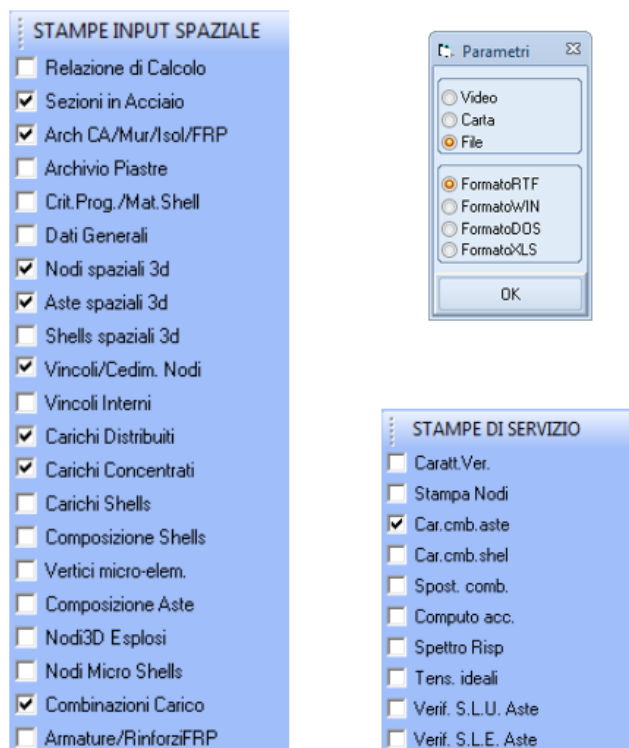 STAMPE INPUT SPAZIALE
Relazione di Calcolo
Sezioni in Acciaio
Arch CA/Mur/Isol/FRP
Archivio Piastre
Crit.Prog./Mat.Shell
Dati Generali
Nodi spaziali 3d
Aste spaziali 3d
Shells spaziali 3d
Vincoli/Cedim. Nodi
Vincoli Interni
Carichi Distribuiti
Carichi Concentrati
Carichi Shells
Composizione Shells
Vertici micro-elem.
Composizione Aste
Nodi3D Esplosi
Nodi Micro Shells
Combinazioni Carico
Armature/RinforziFRP
Parametri
Video
Carta
File
FormatoRTF
FormatoWIN
FormatoDOS
FormatoXLS
OK
STAMPE DI SERVIZIO
Caratt.Ver.
Stampa Nodi
Car.cmb.aste
Car.cmb.shel
Spost. comb.
Computo acc.
Spettro Risp
Tens. ideali
Verif. S.L.U. Aste
Verif. S.L.E. Aste